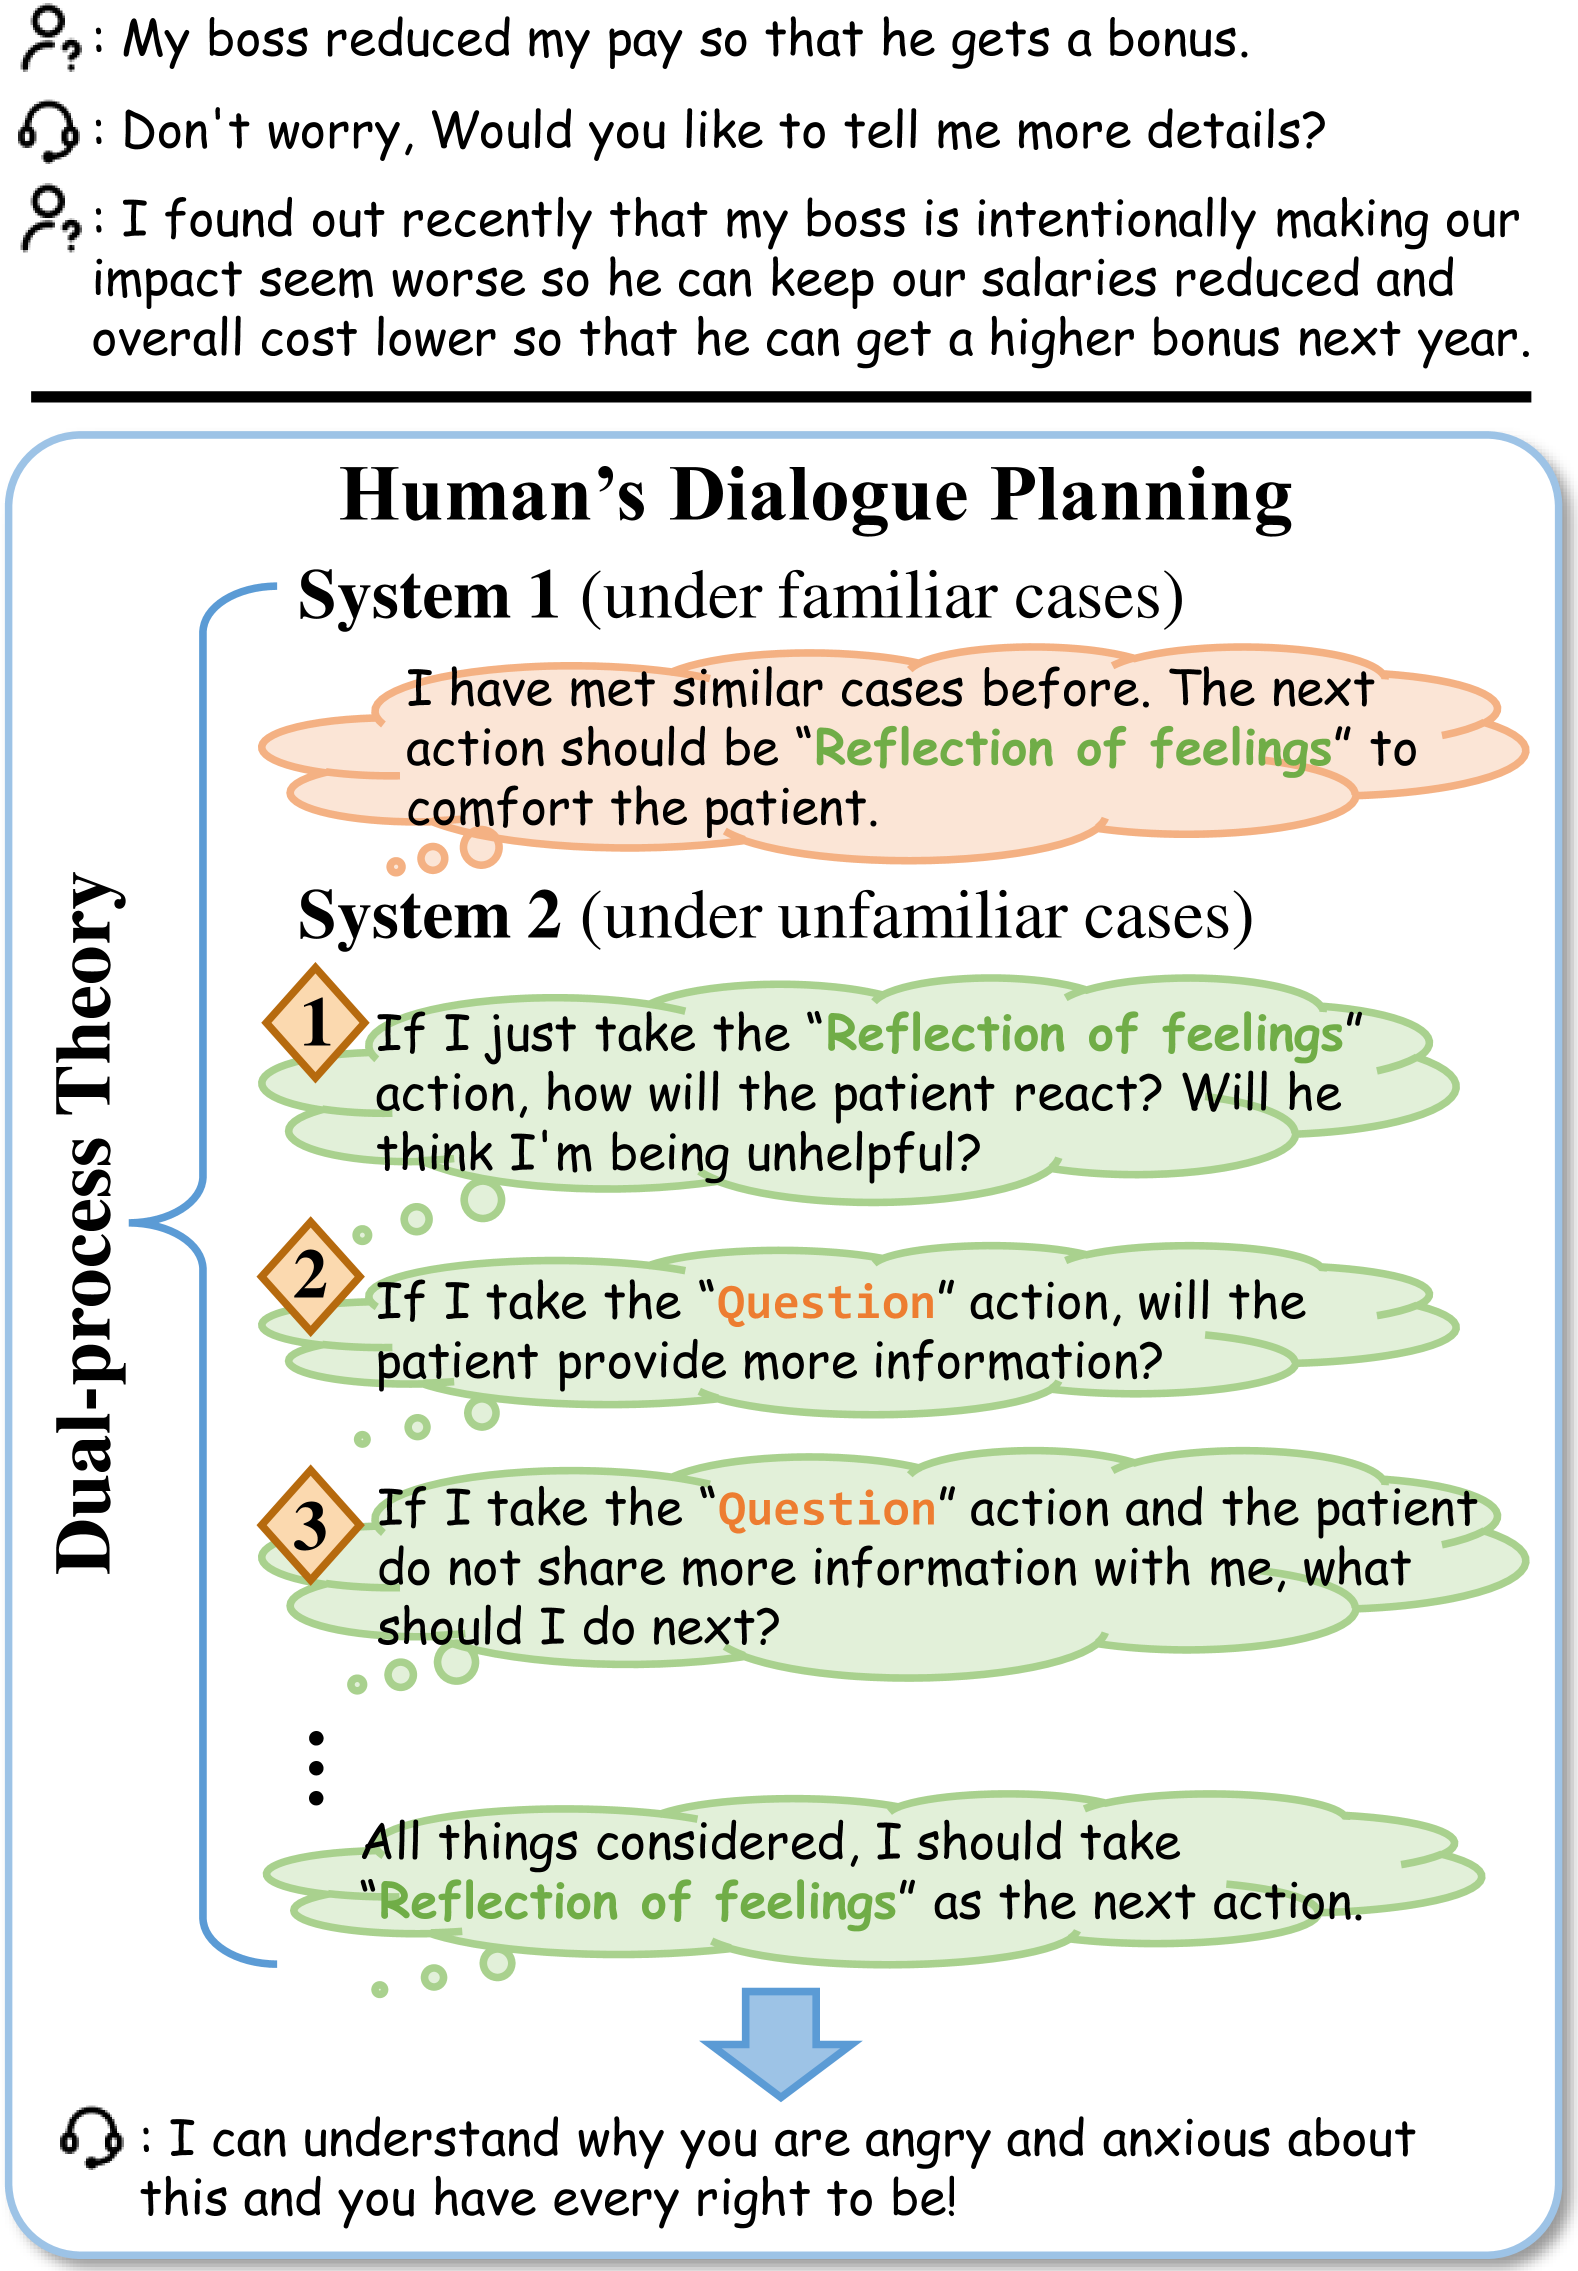 : My boss reduced my pay so that he gets a bonus.
: Don't worry, Would you like to tell me more details?
: I found out recently that my boss is intentionally making our
impact seem worse so he can keep our salaries reduced and
overall cost lower so that he can get a higher bonus next year.
Human’s Dialogue Planning
Dual-process Theory
System 1 (under familiar cases)
I have met similar cases before. The next
action should be “Reflection of feelings” to
comfort the patient.
System 2 (under unfamiliar cases)
1
If I just take the “Reflection of feelings”
action, how will the patient react? Will he
think I'm being unhelpful?
2
If I take the “Question” action, will the
patient provide more information?
3
If I take the “Question” action and the patient
do not share more information with me, what
should I do next?
All things considered, I should take
“Reflection of feelings” as the next action.
: I can understand why you are angry and anxious about
this and you have every right to be!